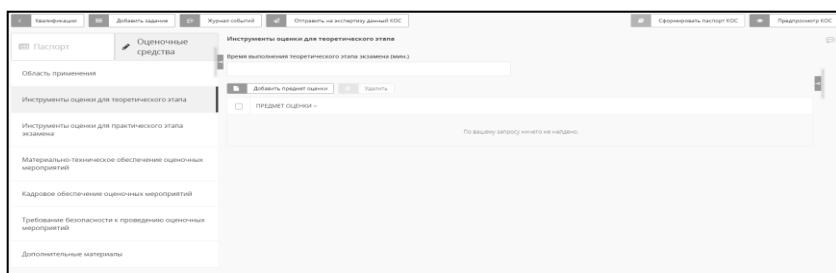 Квалификации
Добавить задание
Журнал событий
Отправить на экспертизу данный КОС
Сформировать паспорт КОС
Предпросмотр КОС
Паспорт
Оценочные
средства
Область применения
Инструменты оценки для теоретического этапа
Инструменты оценки для практического этапа
экзамена
Материально-техническое обеспечение оценочных
мероприятий
Кадровое обеспечение оценочных мероприятий
Требование безопасности к проведению оценочных
мероприятий
Дополнительные материалы
Инструменты оценки для теоретического этапа
Время выполнения теоретического этапа экзамена (мин.)
Добавить предмет оценки
Удалить
ПРЕДМЕТ ОЦЕНКИ
По вашему запросу ничего не найдено.